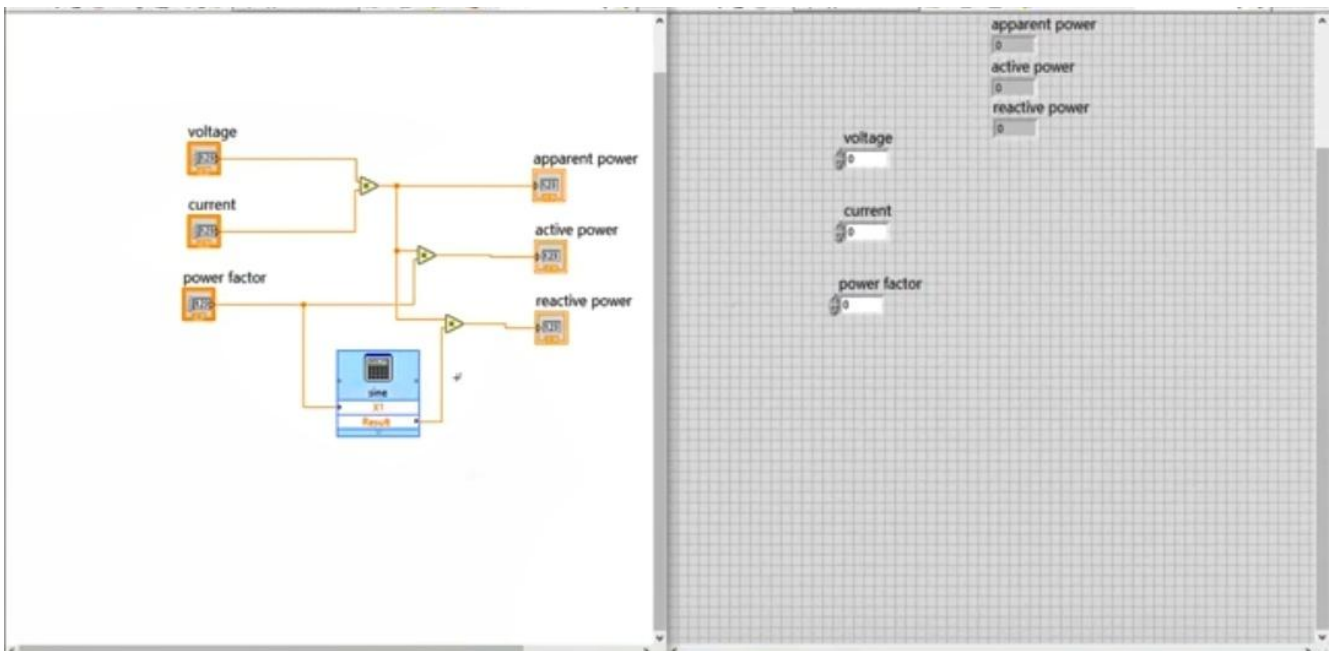 voltage
current
power factor
apparent power
active power
reactive power
sine
X1
Result
apparent power
0
active power
0
reactive power
0
voltage
0
current
0
power factor
0